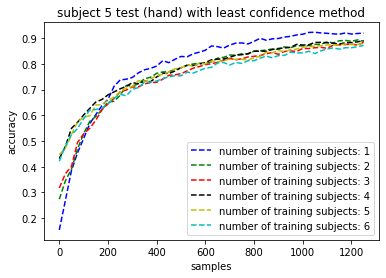 subject 5 test (hand) with least confidence method
accuracy
0.9
0.8
0.7
0.6
0.5
0.4
0.3
0.2
number of training subjects: 1
number of training subjects: 2
number of training subjects: 3
number of training subjects: 4
number of training subjects: 5
number of training subjects: 6
0 200 400 600 800 1000 1200
samples